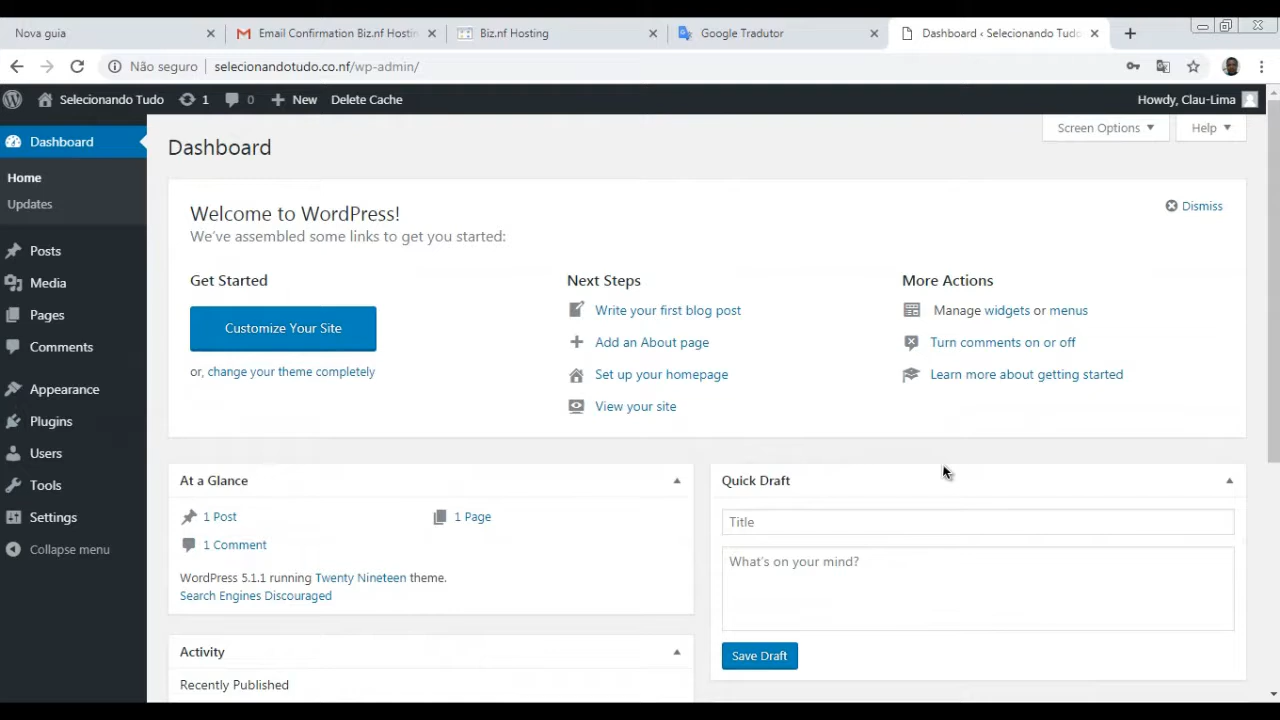 Nova guia
Email Confirmation Biz.nf Hostin
Biz.nf Hosting
Google Tradutor
Dashboard ‹ Selecionando Tudo
Não seguro
selecionandotudo.co.nf/wp-admin/
Selecionando Tudo
1
0
New
Delete Cache
Howdy, Clau-Lima
Dashboard
Home
Updates
Posts
Media
Pages
Comments
Appearance
Plugins
Users
Tools
Settings
Collapse menu
Dashboard
Screen Options
Help
Welcome to WordPress!
We've assembled some links to get you started:
Dismiss
Get Started
Customize Your Site
or, change your theme completely
Next Steps
Write your first blog post
Add an About page
Set up your homepage
View your site
More Actions
Manage widgets or menus
Turn comments on or off
Learn more about getting started
At a Glance
1 Post
1 Page
1 Comment
WordPress 5.1.1 running Twenty Nineteen theme.
Search Engines Discouraged
Activity
Recently Published
Quick Draft
Title
What's on your mind?
Save Draft